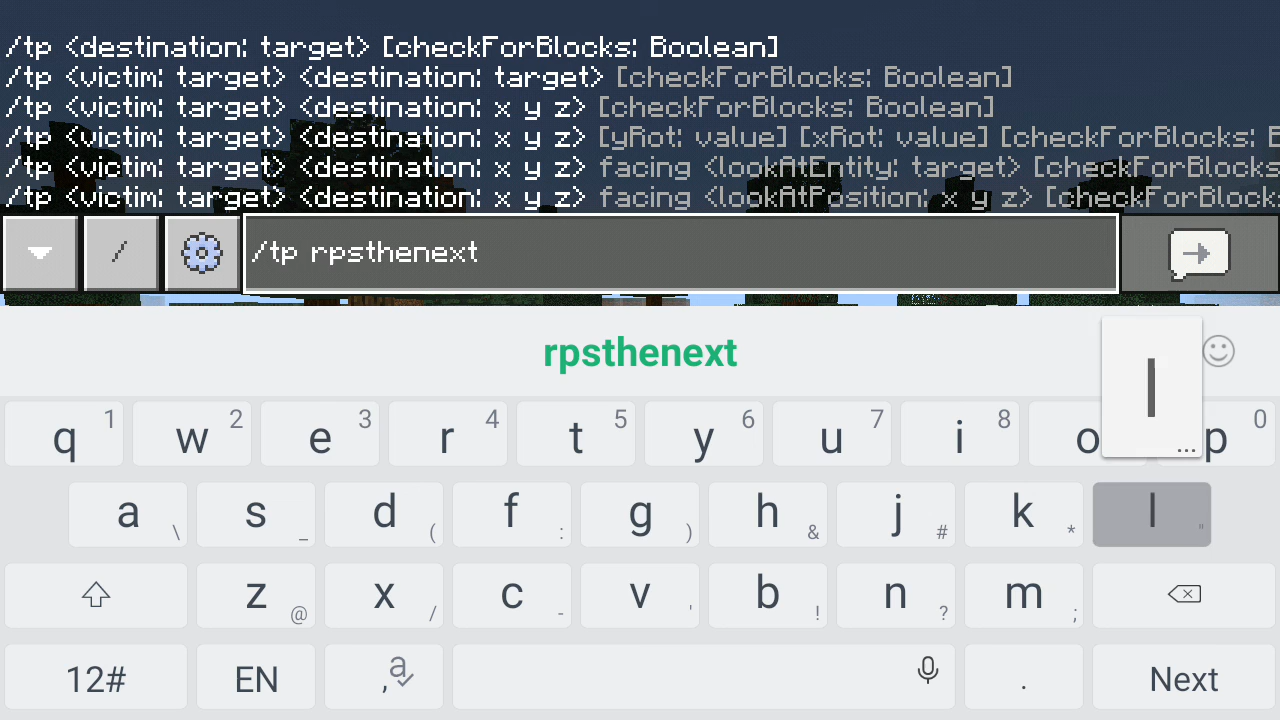 /tp <destination: target> [checkForBlocks: Boolean]
/tp <victim: target> <destination: target> [checkForBlocks: Boolean]
/tp <victim: target> <destination: x y z> [checkForBlocks: Boolean]
/tp <victim: target> <destination: x y z> [yRot: value] [xRot: value] [checkForBlocks: B
/tp <victim: target> <destination: x y z> facing <lookAtEntity: target> [checkForBlocks
/tp <victim: target> <destination: x y z> facing <lookAtPosition: x y z> [checkForBlock
/ /tp rpsthenext
rpsthenext l ...
q 1 w 2 e 3 r 4 t 5 y 6 u 7 i 8 o p 0
a \ s _ d ( f : g ) h & j # k * l "
z @ x / c - v ' b ! n ? m ;
12# EN , a . Next